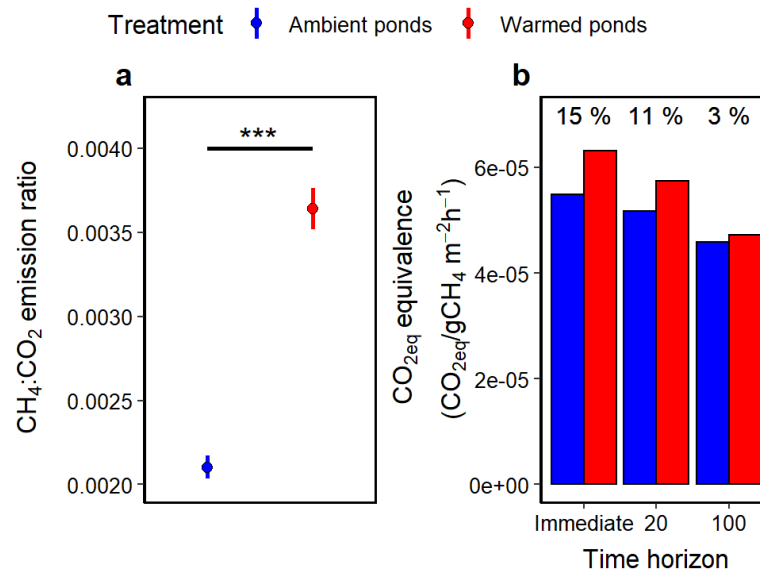 Treatment Ambient ponds Warmed ponds
a
CH₄:CO₂ emission ratio
0.0040
0.0035
0.0030
0.0025
0.0020
***
b
CO₂eq equivalence
(CO₂eq/gCH₄ m⁻²h⁻¹)
15 % 11 % 3 %
6e-05
4e-05
2e-05
0e+00
Immediate 20 100
Time horizon